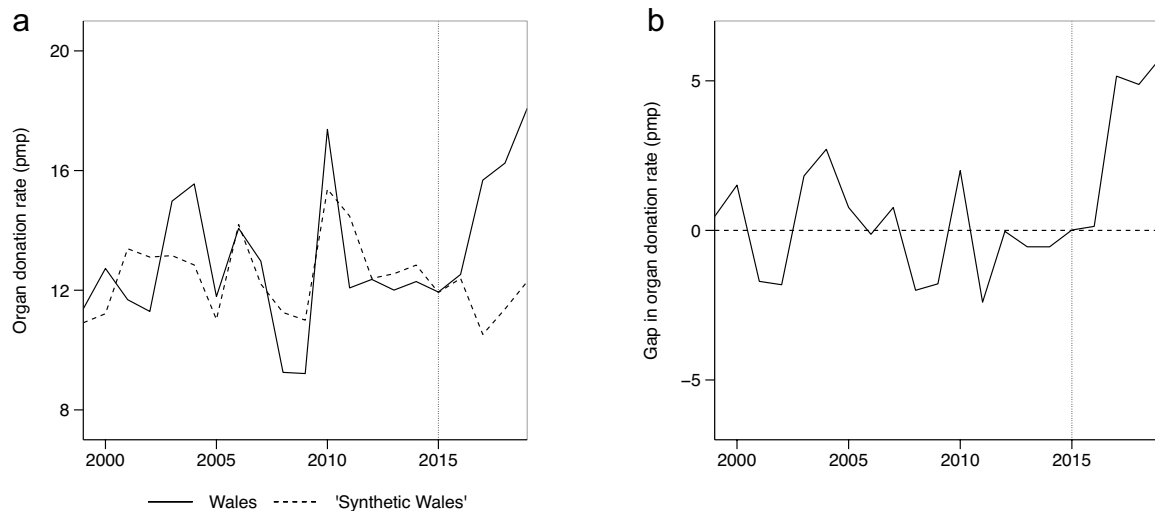 a
Organ donation rate (pmp)
20
16
12
8
2000 2005 2010 2015
Wales 'Synthetic Wales'
b
Gap in organ donation rate (pmp)
5
0
−5
2000 2005 2010 2015